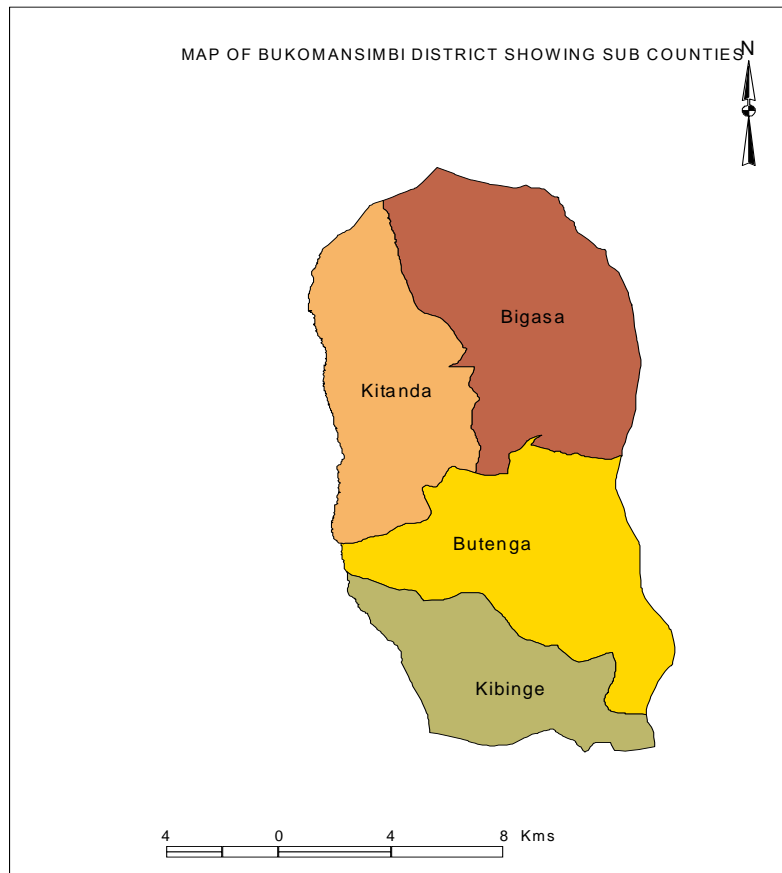 MAP OF BUKOMANSIMBI DISTRICT SHOWING SUB COUNTIES
N
Bigasa
Kitanda
Butenga
Kibinge
4 0 4 8 Kms